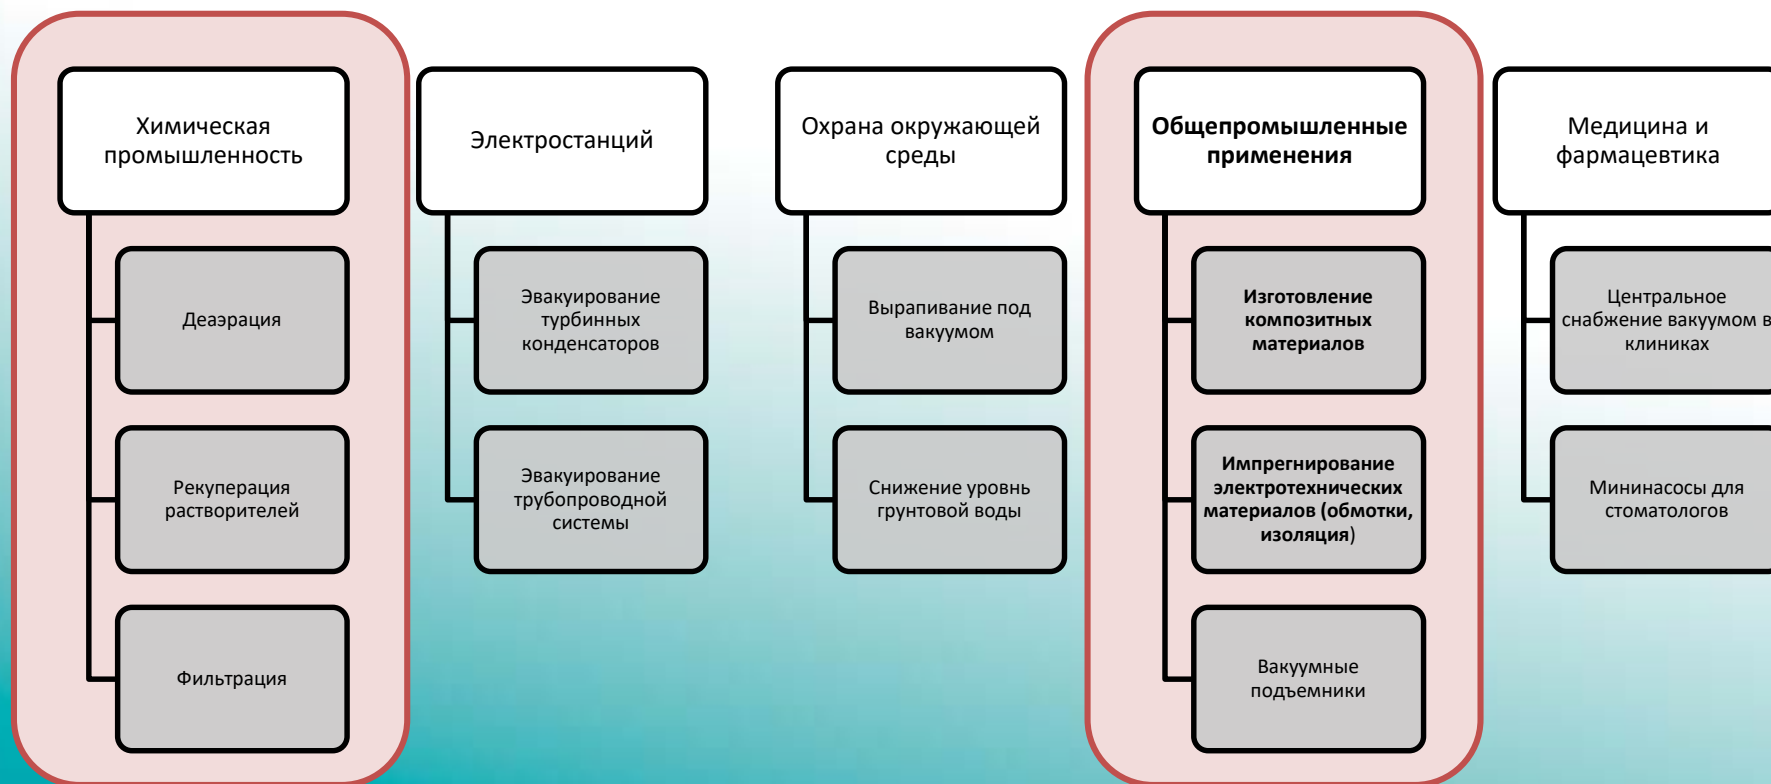 Химическая
промышленность
Деаэрация
Рекуперация
растворителей
Фильтрация
Электростанций
Эвакуирование
турбинных
конденсаторов
Эвакуирование
трубопроводной
системы
Охрана окружающей
среды
Вырапивание под
вакуумом
Снижение уровнь
грунтовой воды
Общепромышленные
применения
Изготовление
композитных
материалов
Импрегнирование
электротехнических
материалов (обмотки,
изоляция)
Вакуумные
подъемники
Медицина и
фармацевтика
Центральное
снабжение вакуумом в
клиниках
Мининасосы для
стоматологов